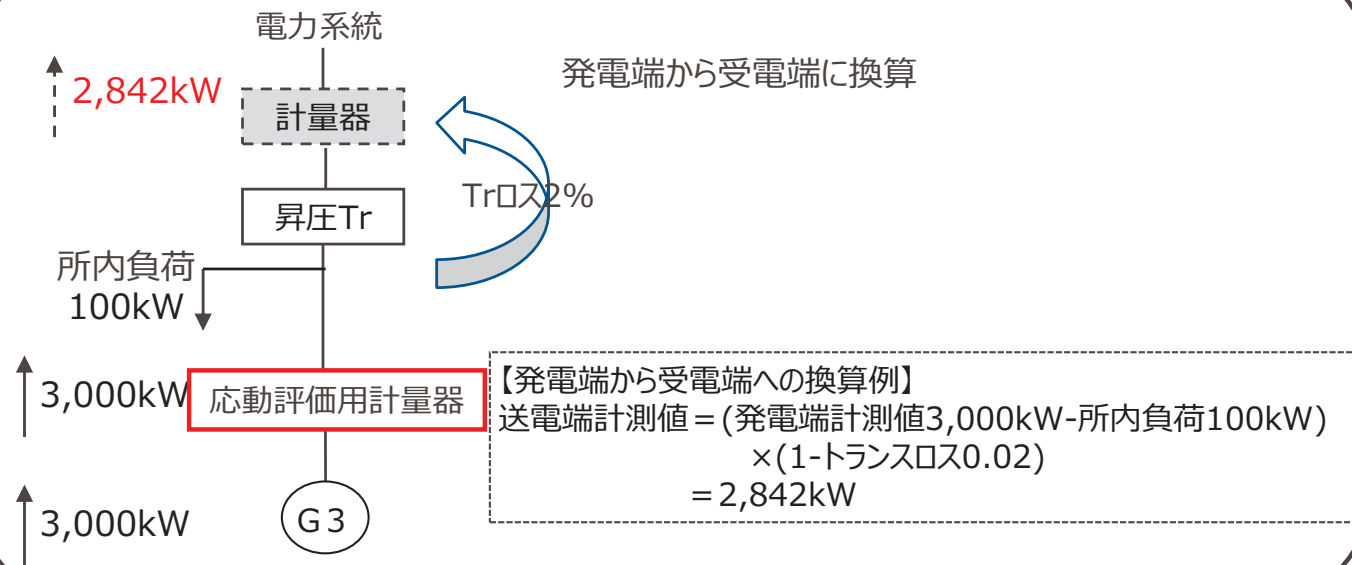 電力系統
2,842kW
発電端から受電端に換算
計量器
Trロス2%
昇圧Tr
所内負荷
100kW
3,000kW
応動評価用計量器
【発電端から受電端への換算例】
送電端計測値＝(発電端計測値3,000kW-所内負荷100kW)
×(1-トランスロス0.02)
＝2,842kW
3,000kW
G3